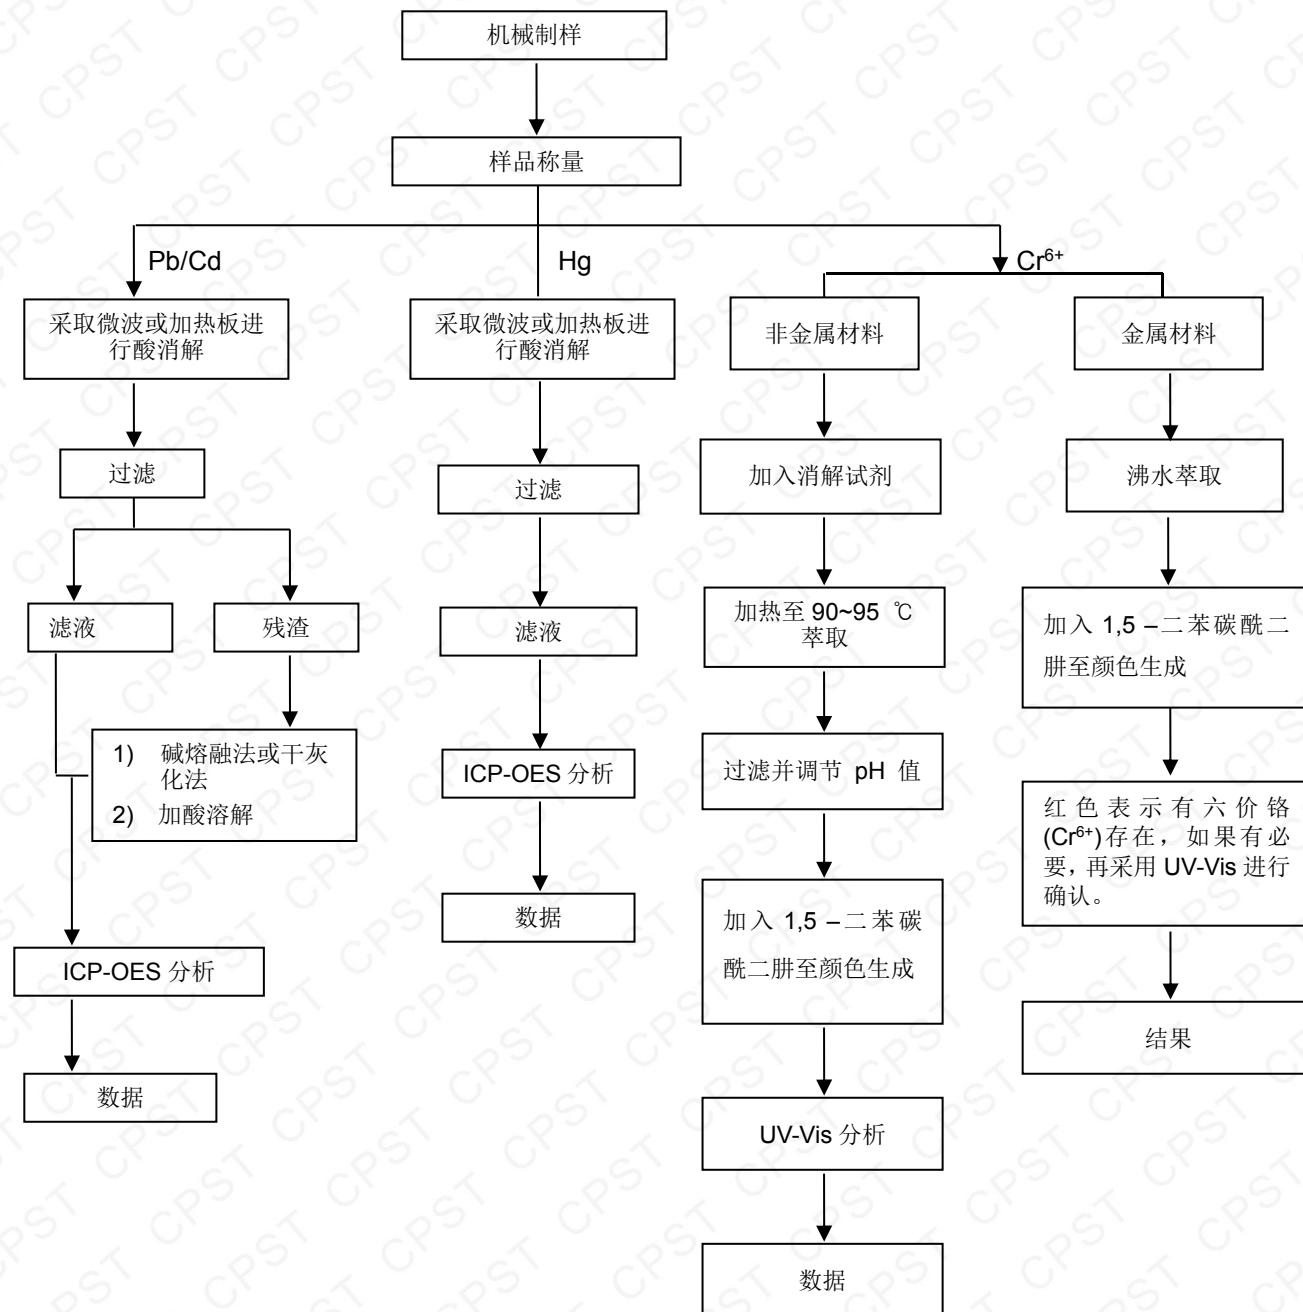 机械制样
样品称量
Pb/Cd
Hg
Cr6+
采取微波或加热板进
行酸消解
过滤
滤液
残渣
1) 碱熔融法或干灰
化法
2) 加酸溶解
ICP-OES 分析
数据
采取微波或加热板进
行酸消解
过滤
滤液
ICP-OES 分析
数据
非金属材料
加入消解试剂
加热至 90~95 ℃
萃取
过滤并调节 pH 值
加入 1,5 –二苯碳
酰二肼至颜色生成
UV-Vis 分析
数据
金属材料
沸水萃取
加入 1,5 –二苯碳酰二
肼至颜色生成
红色表示有六价铬
(Cr6+)存在，如果有必
要，再采用 UV-Vis 进行
确认。
结果
CPST